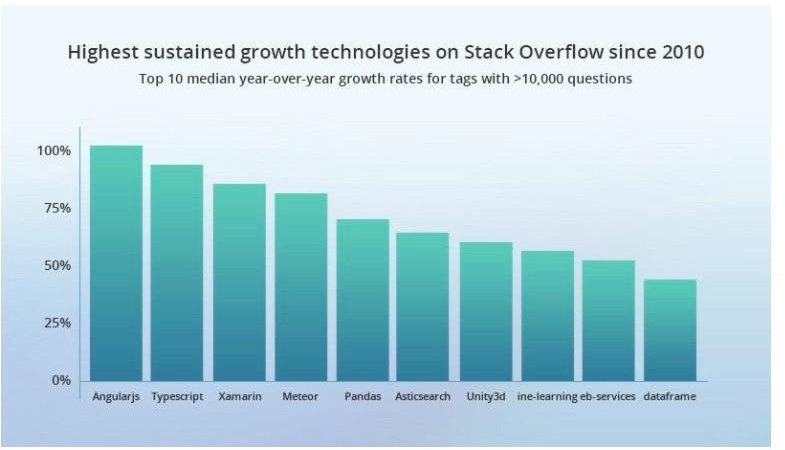 Highest sustained growth technologies on Stack Overflow since 2010
Top 10 median year-over-year growth rates for tags with >10,000 questions
100%
75%
50%
25%
0%
Angularjs Typescript Xamarin Meteor Pandas Asticsearch Unity3d ine-learning eb-services dataframe